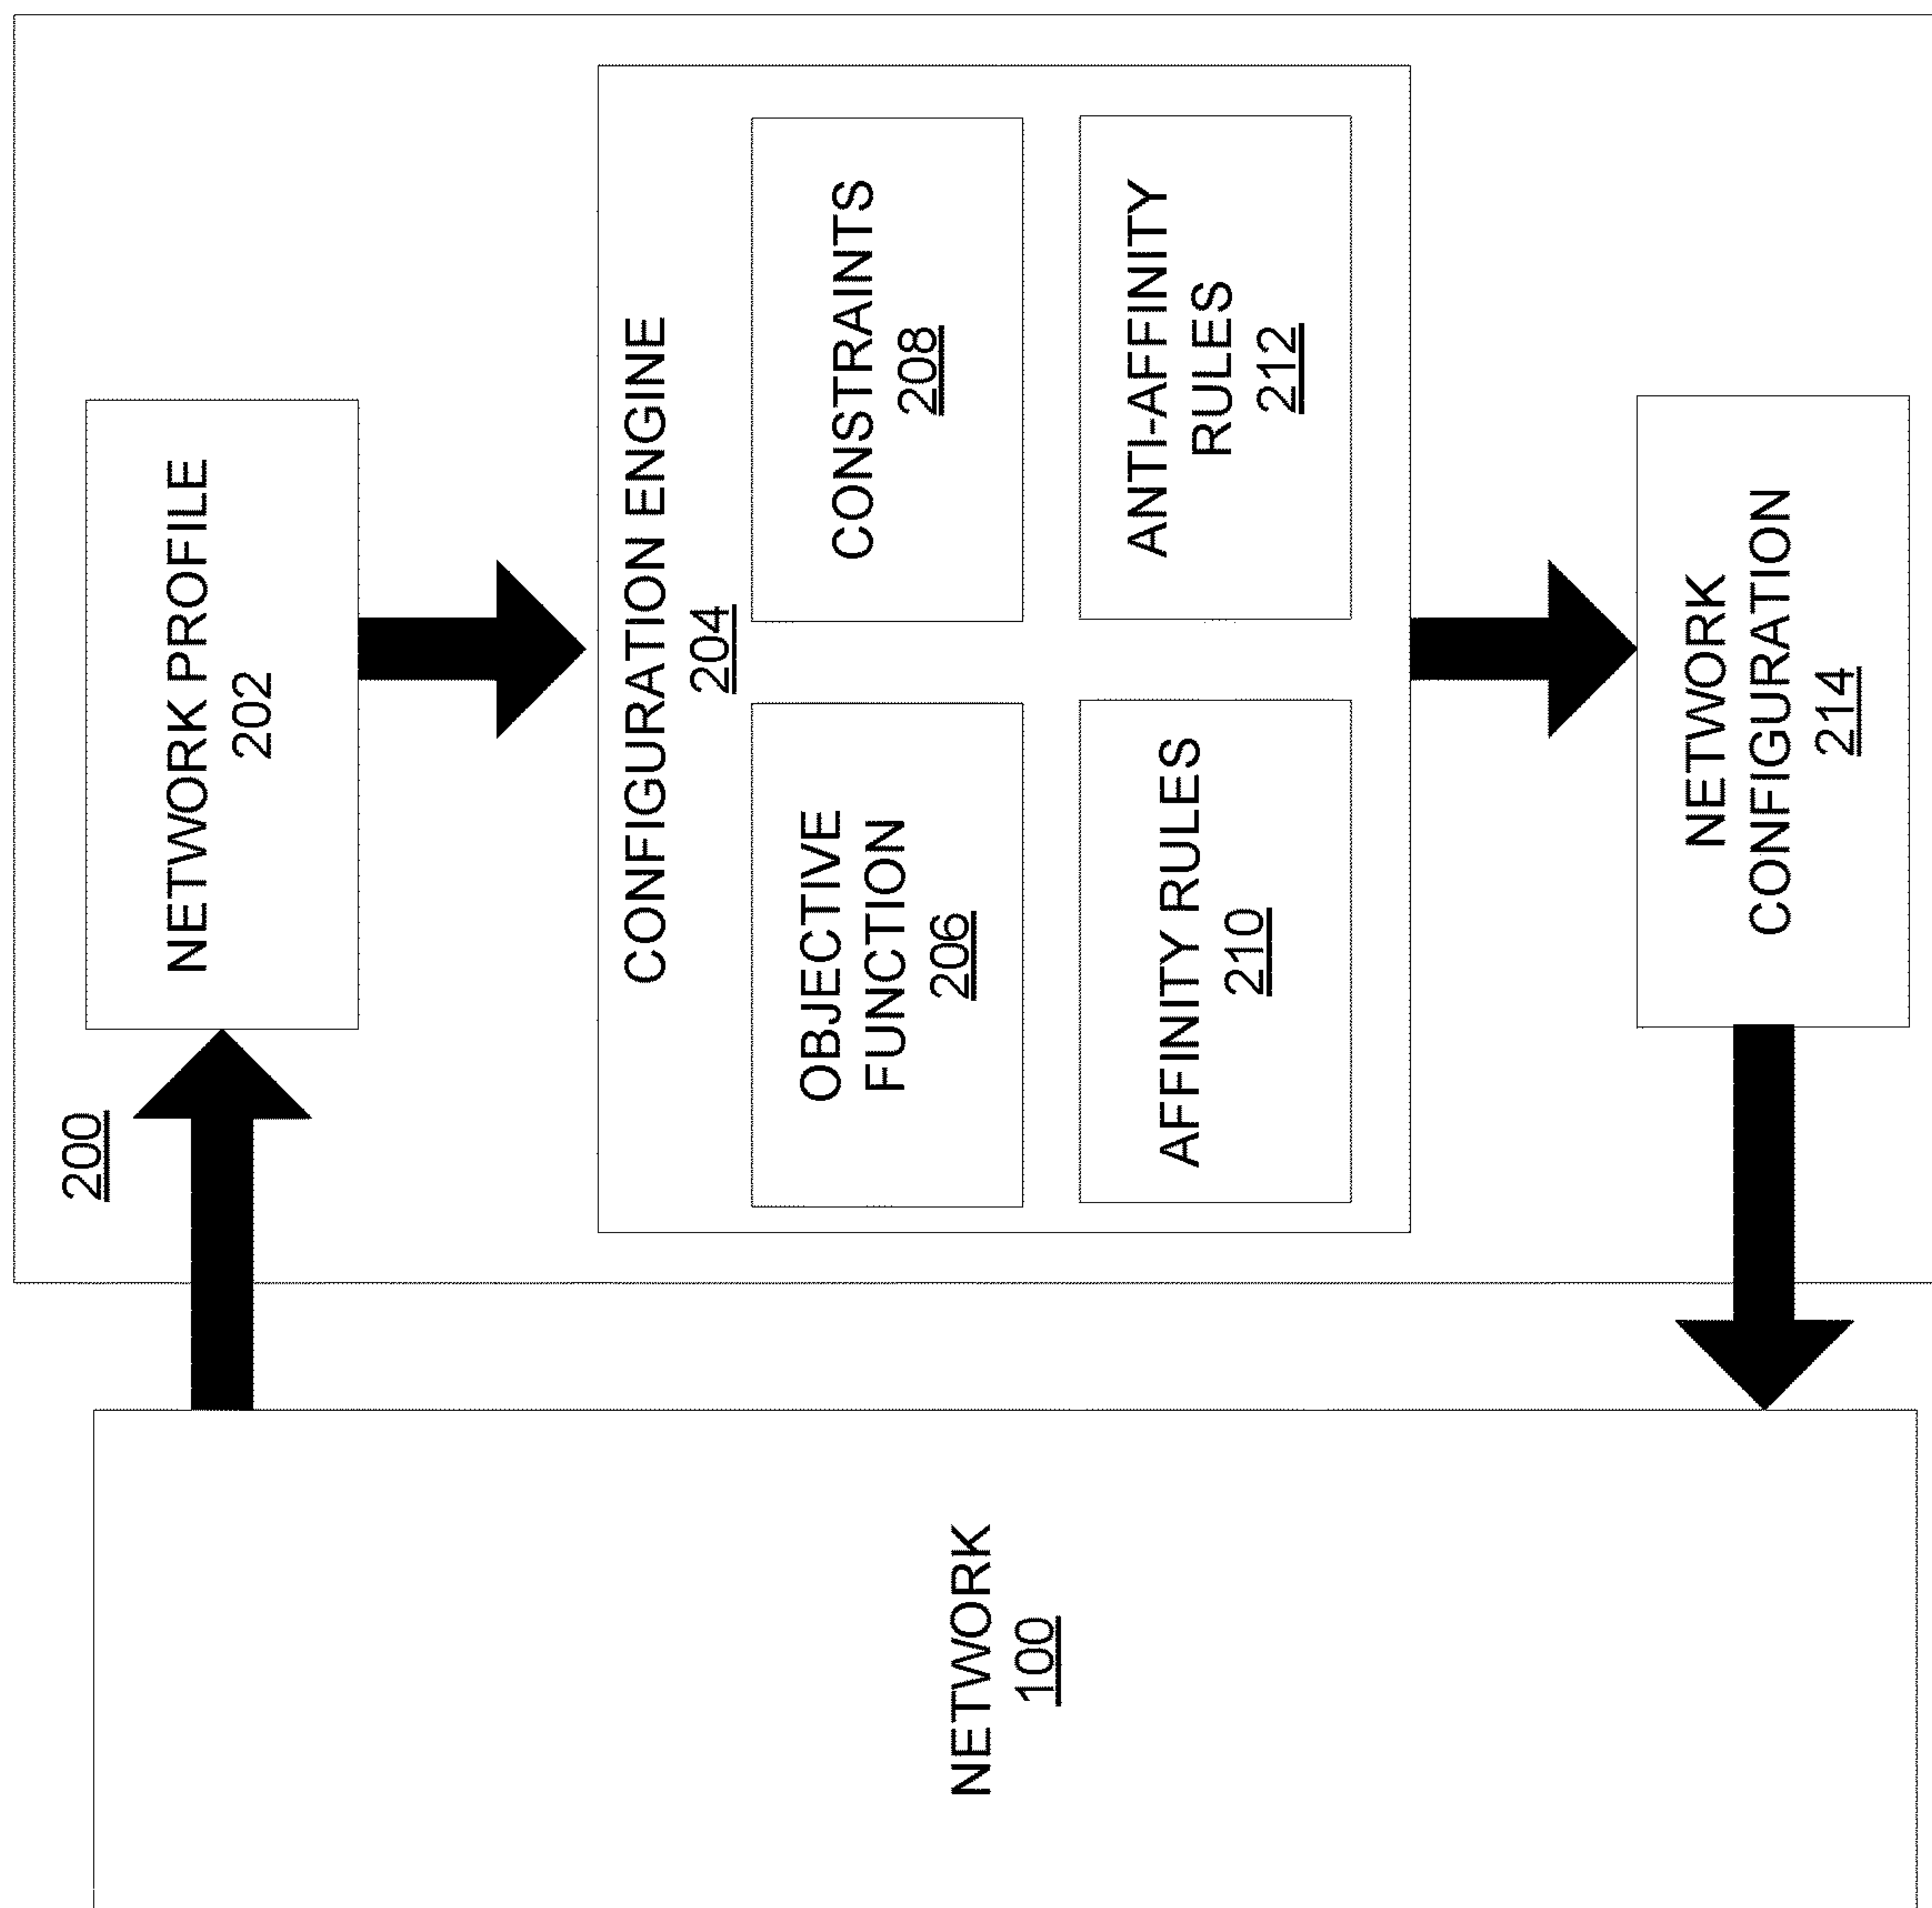 200
NETWORK PROFILE
202
CONFIGURATION ENGINE
204
OBJECTIVE
FUNCTION
206
CONSTRAINTS
208
AFFINITY RULES
210
ANTI-AFFINITY
RULES
212
NETWORK
CONFIGURATION
214
NETWORK
100